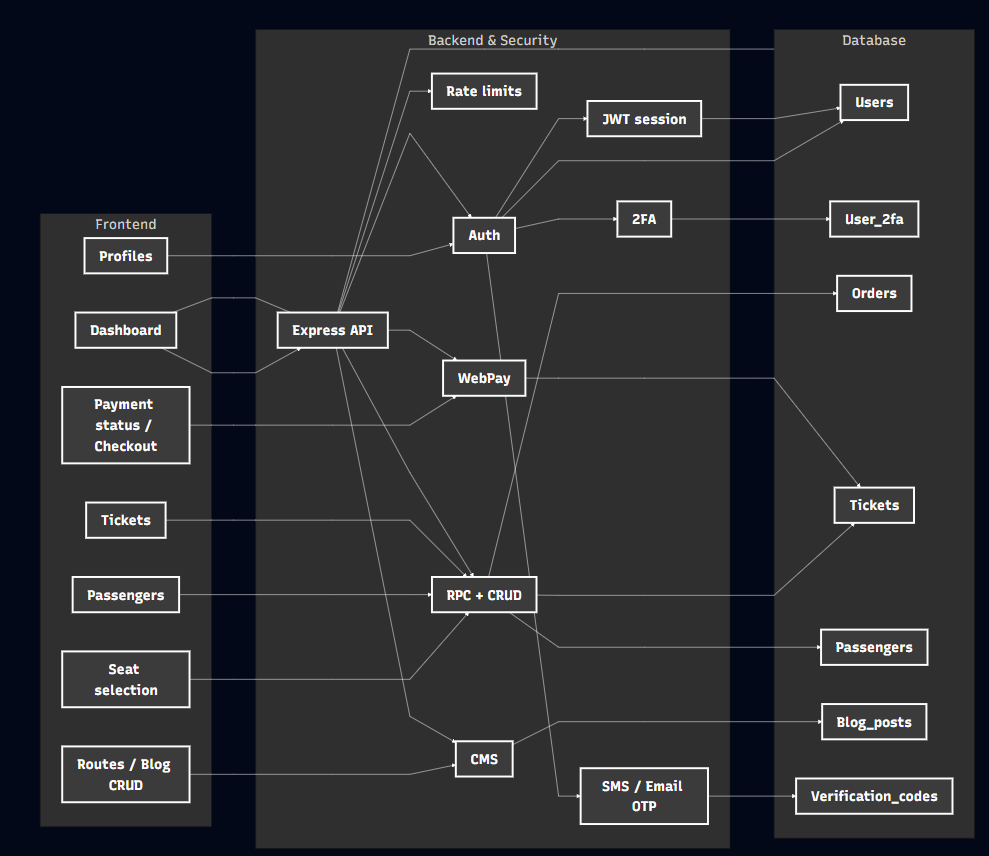 Frontend
Profiles
Dashboard
Payment
status /
Checkout
Tickets
Passengers
Seat
selection
Routes / Blog
CRUD
Backend & Security
Rate limits
JWT session
Auth
2FA
Express API
WebPay
RPC + CRUD
CMS
SMS / Email
OTP
Database
Users
User_2fa
Orders
Tickets
Passengers
Blog_posts
Verification_codes